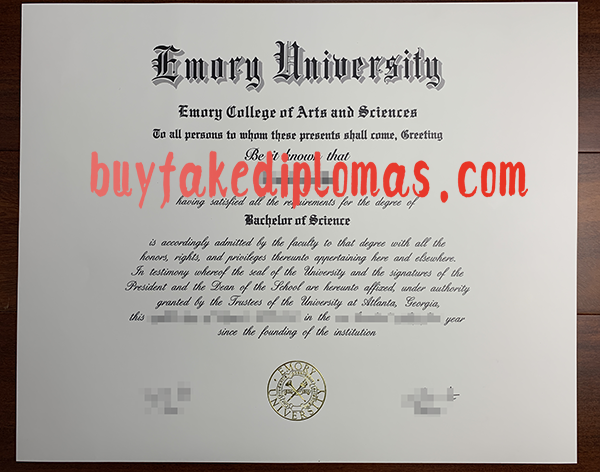 Emory University
Emory College of Arts and Sciences
To all persons to whom these presents shall come, Greeting
Be it known that
buyfakediplomas.com
having satisfied all the requirements for the degree of
Bachelor of Science
is accordingly admitted by the faculty to that degree with all the
honors, rights, and privileges thereunto appertaining here and elsewhere.
In testimony whereof the seal of the University and the signatures of the
President and the Dean of the School are hereunto affixed, under authority
granted by the Trustees of the University at Atlanta, Georgia,
this in the year
since the founding of the institution
EMORY UNIVERSITY